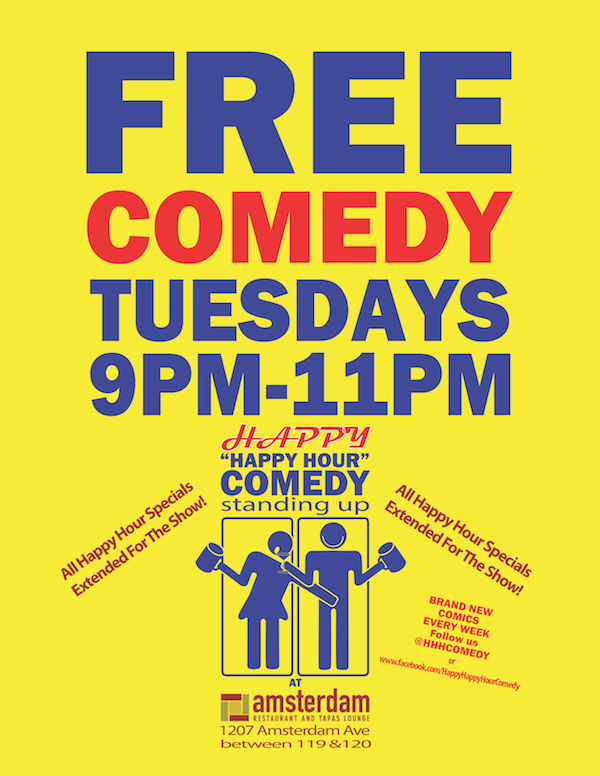 FREE
COMEDY
TUESDAYS
9PM-11PM
HAPPY
“HAPPY HOUR”
COMEDY
standing up
All Happy Hour Specials
Extended For The Show!
All Happy Hour Specials
Extended For The Show!
BRAND NEW
COMICS
EVERY WEEK
Follow us
@HHHCOMEDY
or
www.facebook.com/HappyHappyHourComedy
AT
amsterdam
RESTAURANT AND TAPAS LOUNGE
1207 Amsterdam Ave
between 119 &120